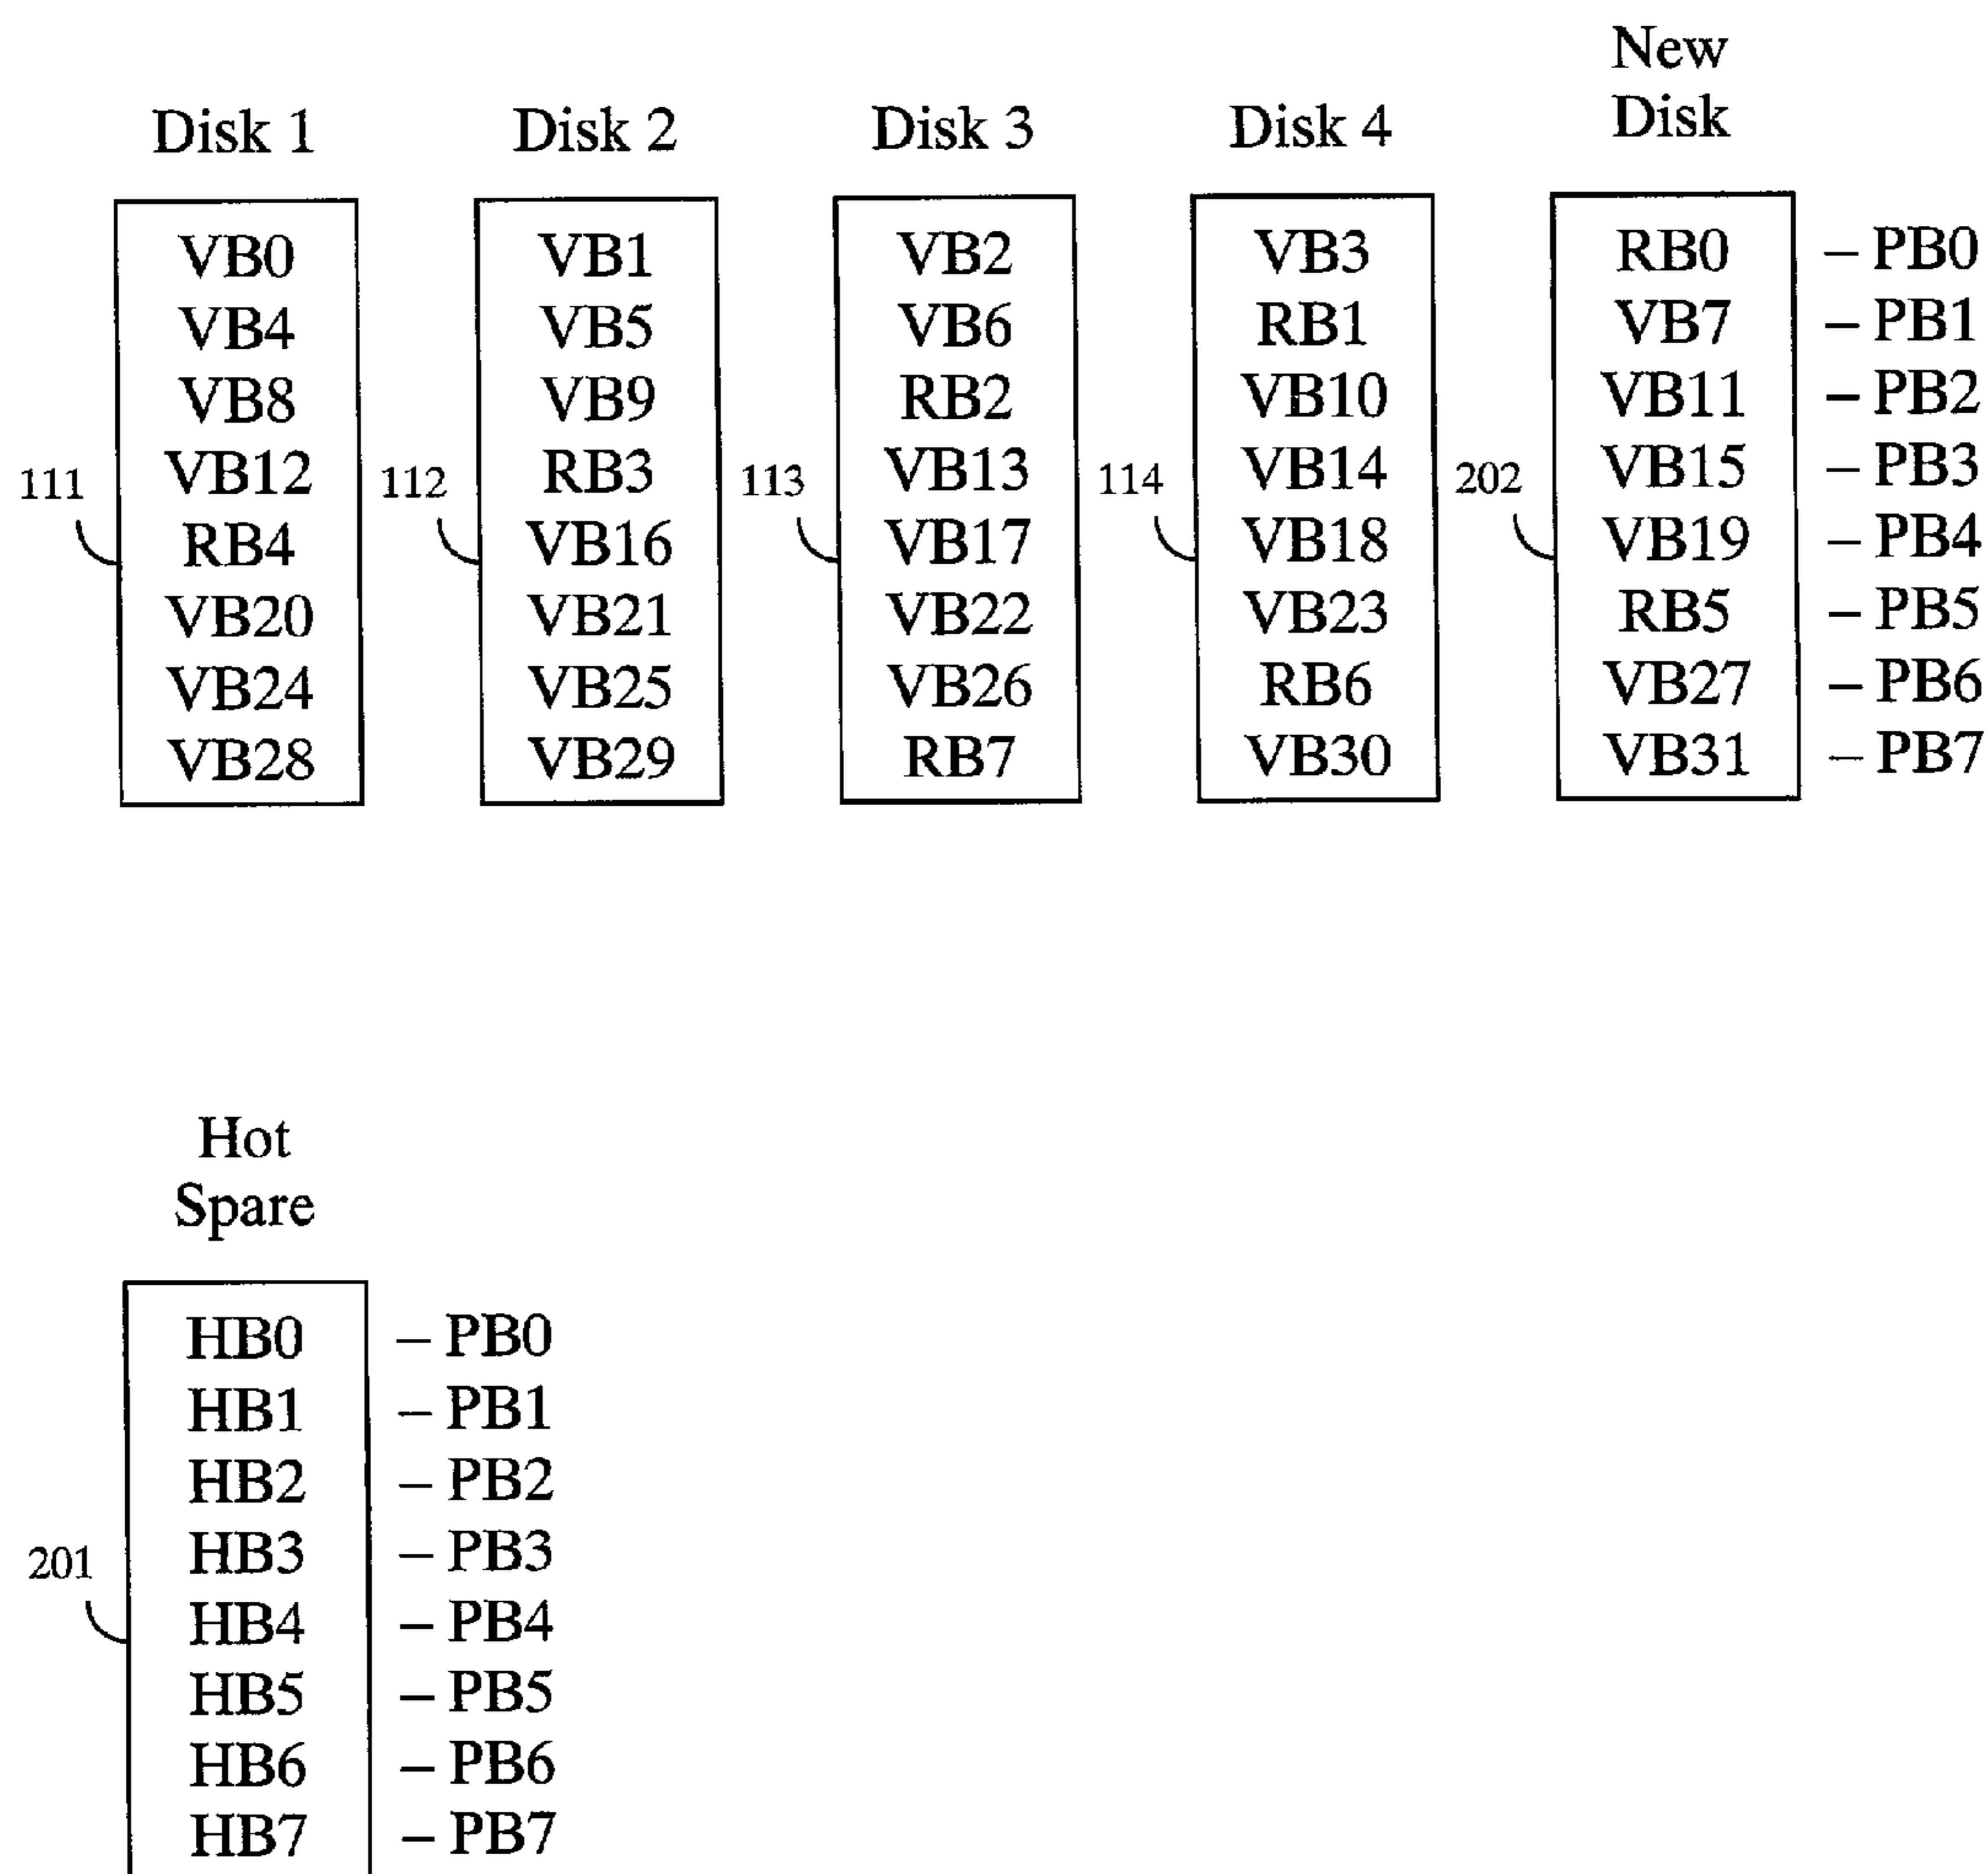 New
Disk 1 Disk 2 Disk 3 Disk 4 Disk
VB0 VB1 VB2 VB3 RB0 – PB0
VB4 VB5 VB6 RB1 VB7 – PB1
VB8 VB9 RB2 VB10 VB11 – PB2
111 VB12 112 RB3 113 VB13 114 VB14 202 VB15 – PB3
RB4 VB16 VB17 VB18 VB19 – PB4
VB20 VB21 VB22 VB23 RB5 – PB5
VB24 VB25 VB26 RB6 VB27 – PB6
VB28 VB29 RB7 VB30 VB31 – PB7
Hot
Spare
HB0 – PB0
HB1 – PB1
HB2 – PB2
201 HB3 – PB3
HB4 – PB4
HB5 – PB5
HB6 – PB6
HB7 – PB7